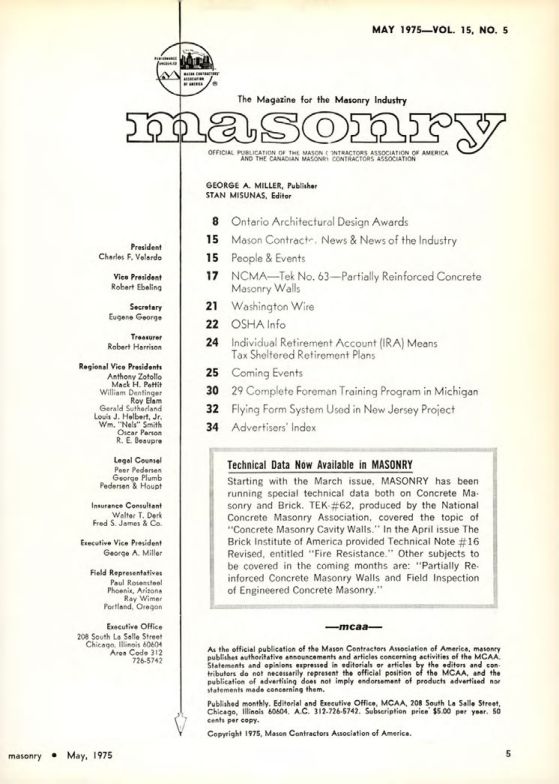 MAY 1975—VOL. 15, NO. 5
MASON CONTRACTORS'
ASSOCIATION
OF AMERICA
The Magazine for the Masonry Industry
masonry
OFFICIAL PUBLICATION OF THE MASON CONTRACTORS ASSOCIATION OF AMERICA
AND THE CANADIAN MASONRY CONTRACTORS ASSOCIATION
GEORGE A. MILLER, Publisher
STAN MISUNAS, Editor
8 Ontario Architectural Design Awards
15 Mason Contractor News & News of the Industry
15 People & Events
17 NCMA—Tek No. 63—Partially Reinforced Concrete
Masonry Walls
21 Washington Wire
22 OSHA Info
24 Individual Retirement Account (IRA) Means
Tax Sheltered Retirement Plans
25 Coming Events
30 29 Complete Foreman Training Program in Michigan
32 Flying Form System Used in New Jersey Project
34 Advertisers' Index
President
Charles F. Velardo
Vice President
Robert Ebeling
Secretary
Eugene George
Treasurer
Robert Harrison
Regional Vice Presidents
Anthony Zotollo
Mack H. Pettit
William Dentinger
Roy Elam
Gerald Sutherland
Louis J. Helbert, Jr.
Wm. "Nels" Smith
Oscar Person
R. E. Beaupre
Legal Counsel
Peer Pedersen
George Plumb
Pedersen & Houpt
Insurance Consultant
Walter T. Derk
Fred S. James & Co.
Executive Vice President
George A. Miller
Field Representatives
Paul Rosensteel
Phoenix, Arizona
Ray Wimer
Portland, Oregon
Executive Office
208 South La Salle Street
Chicago, Illinois 60604
Area Code 312
726-5742
Technical Data Now Available in MASONRY
Starting with the March issue, MASONRY has been
running special technical data both on Concrete Ma-
sonry and Brick. TEK-#62, produced by the National
Concrete Masonry Association, covered the topic of
"Concrete Masonry Cavity Walls." In the April issue The
Brick Institute of America provided Technical Note #16
Revised, entitled "Fire Resistance." Other subjects to
be covered in the coming months are: "Partially Re-
inforced Concrete Masonry Walls and Field Inspection
of Engineered Concrete Masonry."
—mcaa—
As the official publication of the Mason Contractors Association of America, masonry
publishes authoritative announcements and articles concerning activities of the MCAA.
Statements and opinions expressed in editorials or articles by the editors and con-
tributors do not necessarily represent the official position of the MCAA, and the
publication of advertising does not imply endorsement of products advertised nor
statements made concerning them.
Published monthly. Editorial and Executive Office, MCAA, 208 South La Salle Street,
Chicago, Illinois 60604. A.C. 312-726-5742. Subscription price $5.00 per year. 50
cents per copy.
Copyright 1975, Mason Contractors Association of America.
masonry • May, 1975
5